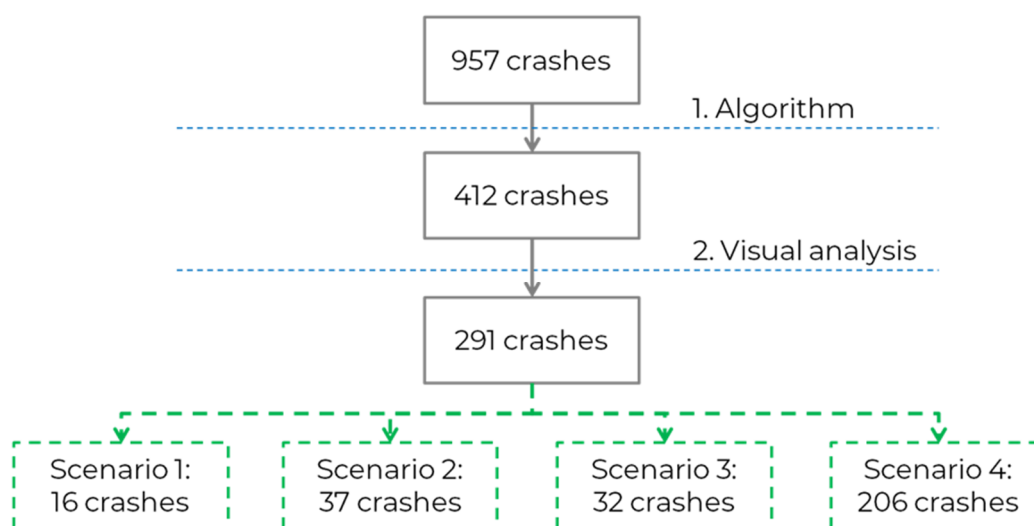 957 crashes
1. Algorithm
412 crashes
2. Visual analysis
291 crashes
Scenario 1:
16 crashes
Scenario 2:
37 crashes
Scenario 3:
32 crashes
Scenario 4:
206 crashes